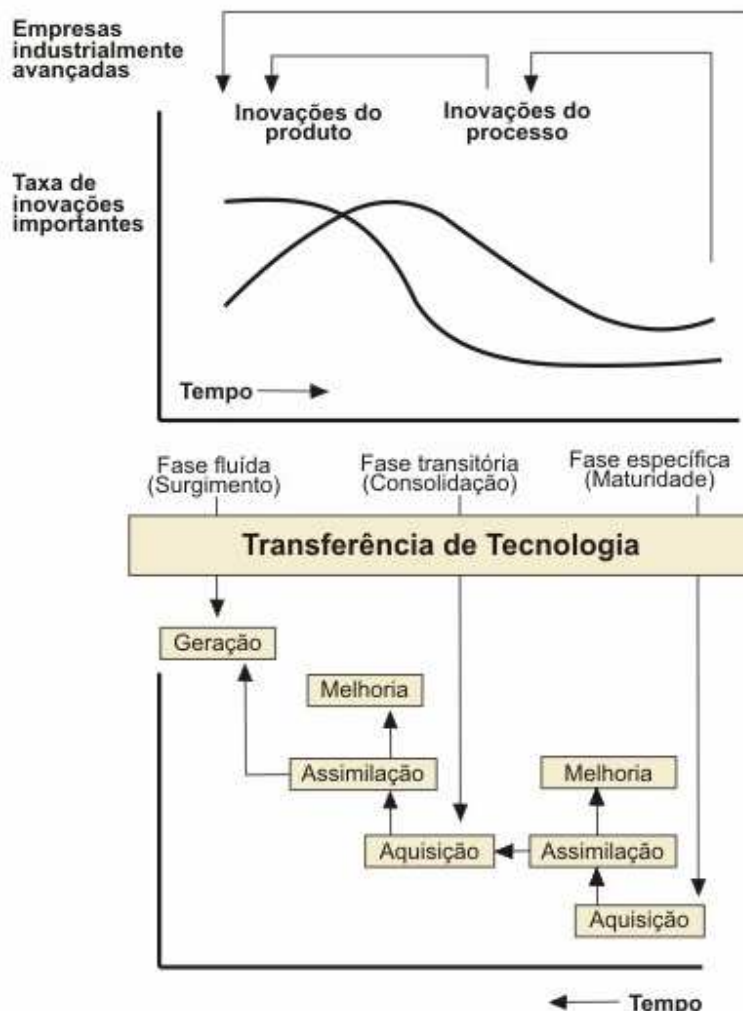 Empresas
industrialmente
avançadas
Inovações do
produto
Inovações do
processo
Taxa de
inovações
importantes
Tempo
Fase fluída
(Surgimento)
Fase transitória
(Consolidação)
Fase específica
(Maturidade)
Transferência de Tecnologia
Geração
Melhoria
Assimilação
Melhoria
Aquisição
Assimilação
Aquisição
Tempo